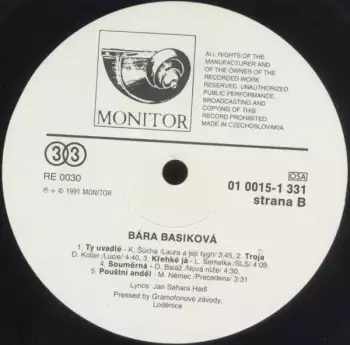 MONITOR
ALL RIGHTS OF THE
MANUFACTURER AND
OF THE OWNER OF THE
RECORDED WORK
RESERVED. UNAUTHORIZED
PUBLIC PERFORMANCE,
BROADCASTING AND
COPYING OF THIS
RECORD PROHIBITED.
MADE IN CZECHOSLOVAKIA
33
RE 0030
℗ + © 1991 MONITOR
OSA
01 0015-1 331
strana B
BÁRA BASIKOVÁ
1. Ty uvadlé - K. Šůcha /Laura a její tygři/ 3:45, 2. Troja
D. Koller /Lucie/ 4:40, 3. Křehké já - L. Semelka /SLS/ 4:09,
4. Souměrná - O. Baláž /Nová růže/ 4:30,
5. Pouštní anděl - M. Němec /Precedens/ 3:31
Lyrics: Jan Sahara Hedl
Pressed by Gramofonové závody,
Loděnice